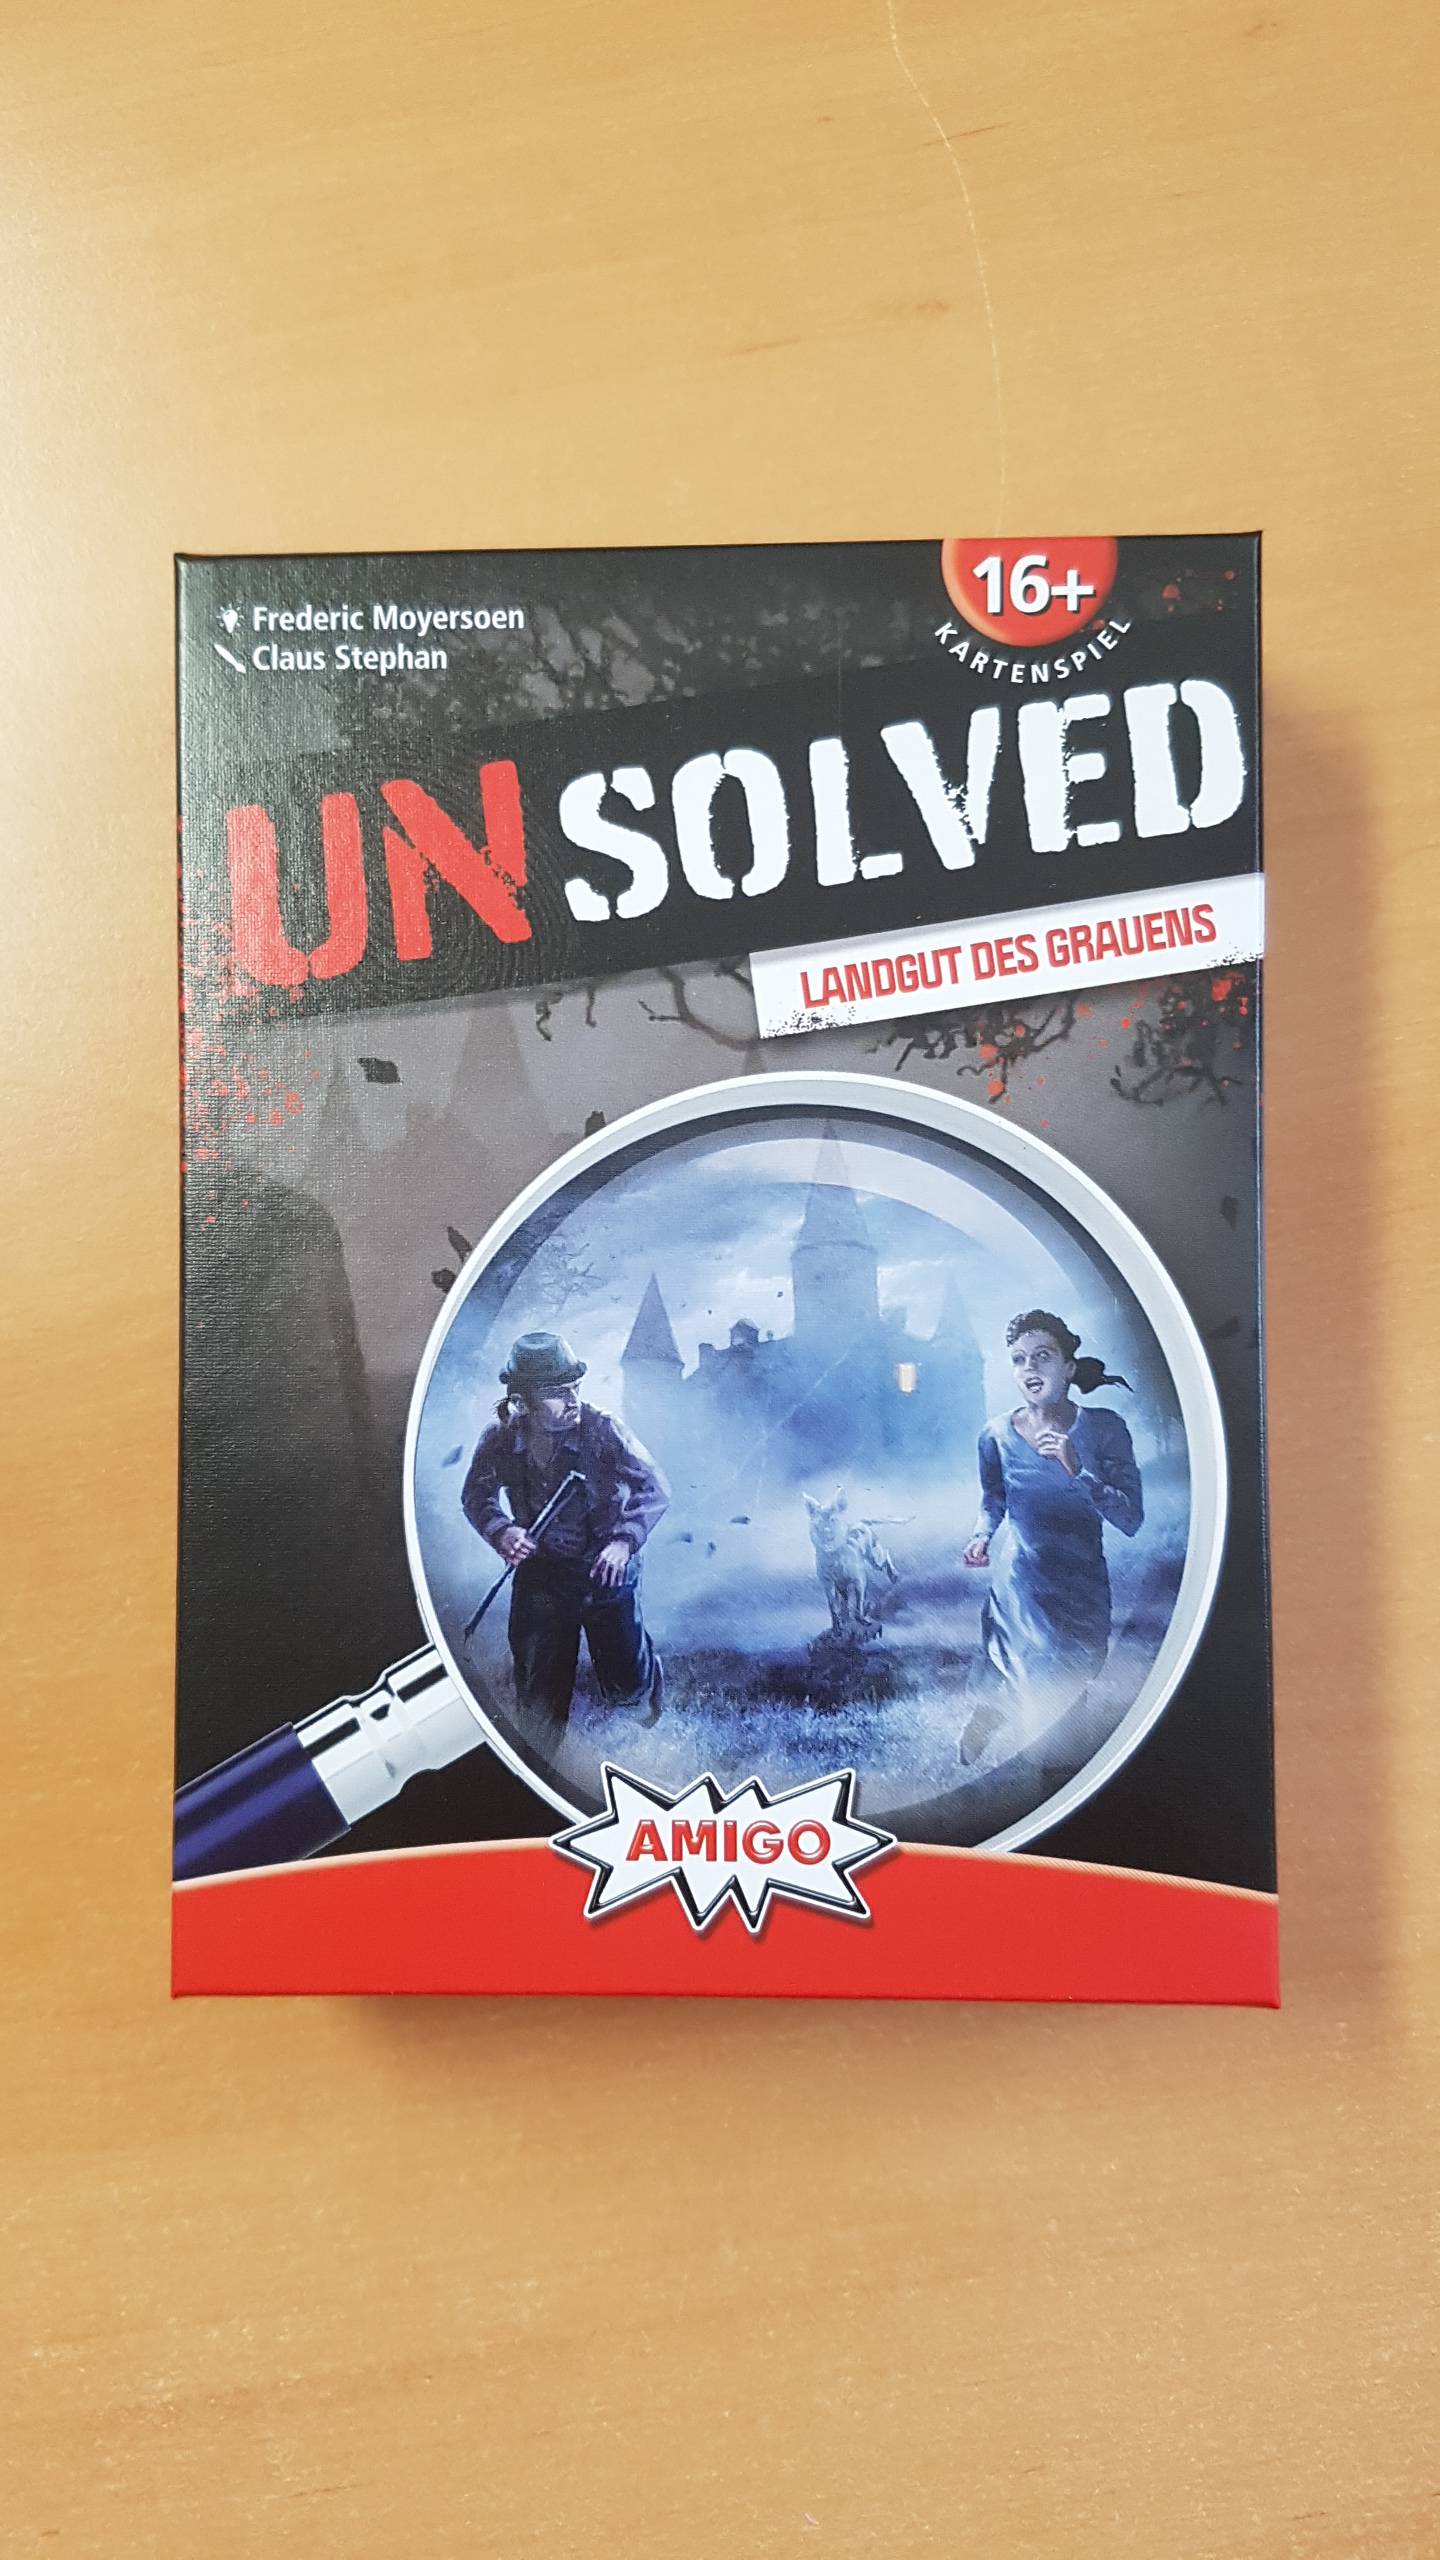 Frederic Moyersoen
Claus Stephan
16+
KARTENSPIEL
UNSOLVED
LANDGUT DES GRAUENS
AMIGO